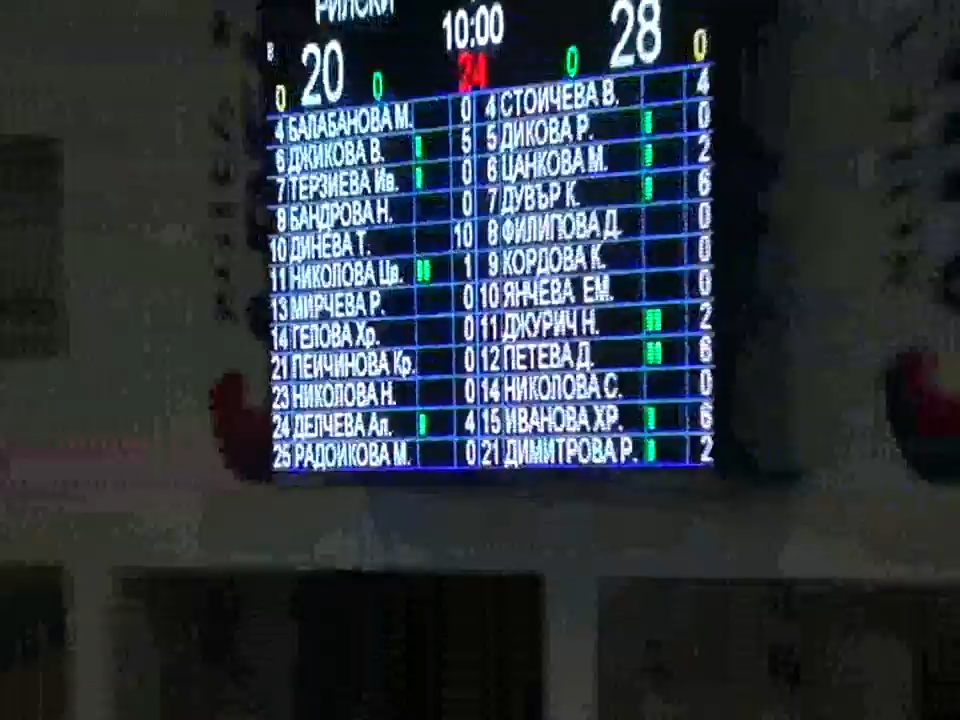 РИЛСКИ 10:00 28
в 20 24 0
0 0 0
4 БАЛАБАНОВА М. 0 4 СТОИЧЕВА В. 4
6 ДЖИКОВА В. 5 5 ДИКОВА Р. 0
7 ТЕРЗИЕВА Ив. 0 6 ЦАНКОВА М. 2
8 БАНДРОВА Н. 0 7 ДУВЪР К. 6
10 ДИНЕВА Т. 10 8 ФИЛИПОВА Д. 0
11 НИКОЛОВА Цв. 1 9 КОРДОВА К. 0
13 МИРЧЕВА Р. 0 10 ЯНЧЕВА ЕМ. 0
14 ГЕЛОВА Хр. 0 11 ДЖУРИЧ Н. 2
21 ПЕЙЧИНОВА Кр. 0 12 ПЕТЕВА Д. 6
23 НИКОЛОВА Н. 0 14 НИКОЛОВА С. 0
24 ДЕЛЧЕВА Ал. 4 15 ИВАНОВА ХР. 6
25 РАДОЙКОВА М. 0 21 ДИМИТРОВА Р. 2